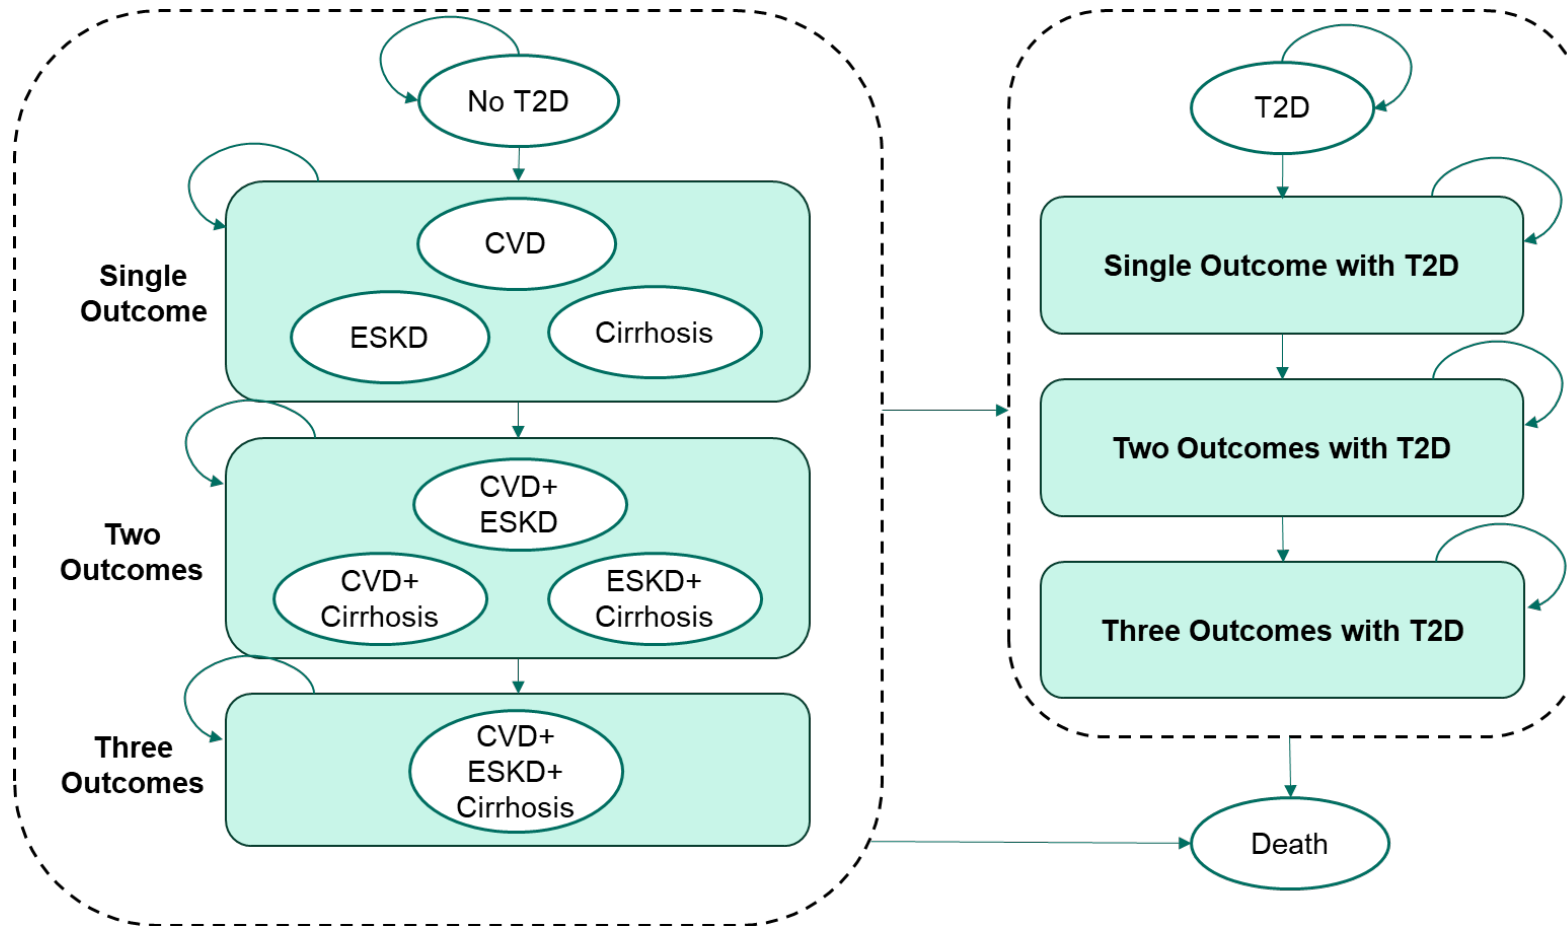 No T2D
Single
Outcome
CVD
ESKD
Cirrhosis
Two
Outcomes
CVD+
ESKD
CVD+
Cirrhosis
ESKD+
Cirrhosis
Three
Outcomes
CVD+
ESKD+
Cirrhosis
T2D
Single Outcome with T2D
Two Outcomes with T2D
Three Outcomes with T2D
Death